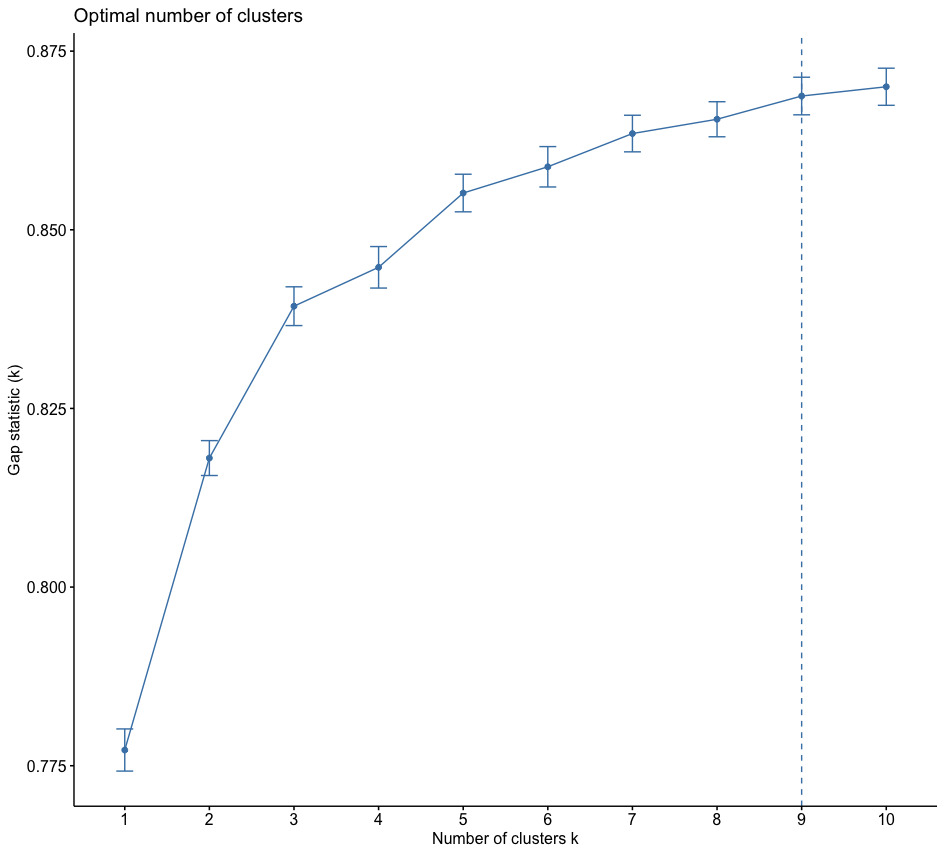 Optimal number of clusters
0.875
0.850
0.825
0.800
0.775
Gap statistic (k)
1 2 3 4 5 6 7 8 9 10
Number of clusters k